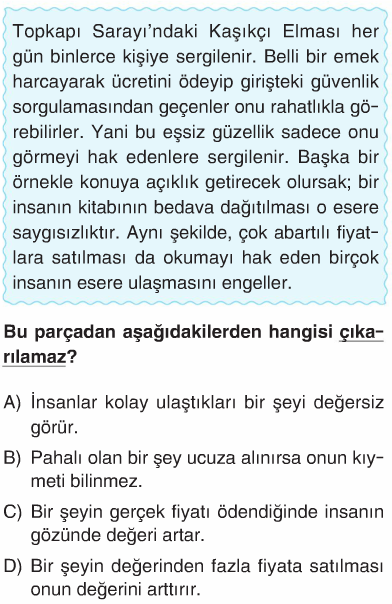 Topkapı Sarayı'ndaki Kaşıkçı Elması her
gün binlerce kişiye sergilenir. Belli bir emek
harcayarak ücretini ödeyip girişteki güvenlik
sorgulamasından geçenler onu rahatlıkla gö-
rebilirler. Yani bu eşsiz güzellik sadece onu
görmeyi hak edenlere sergilenir. Başka bir
örnekle konuya açıklık getirecek olursak; bir
insanın kitabının bedava dağıtılması o esere
saygısızlıktır. Aynı şekilde, çok abartılı fiyat-
lara satılması da okumayı hak eden birçok
insanın esere ulaşmasını engeller.
Bu parçadan aşağıdakilerden hangisi çıka-
rılamaz?
A) İnsanlar kolay ulaştıkları bir şeyi değersiz
görür.
B) Pahalı olan bir şey ucuza alınırsa onun kıy-
meti bilinmez.
C) Bir şeyin gerçek fiyatı ödendiğinde insanın
gözünde değeri artar.
D) Bir şeyin değerinden fazla fiyata satılması
onun değerini arttırır.